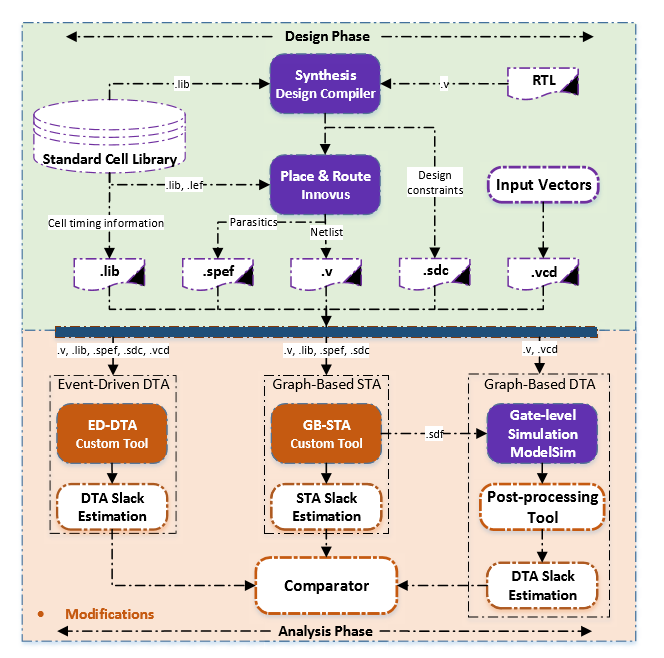 Design Phase
Synthesis
Design Compiler
.lib
.v
RTL
Standard Cell Library
Place & Route
Innovus
.lib, .lef
Design
constraints
Input Vectors
Cell timing information
Parasitics
Netlist
.lib
.spef
.v
.sdc
.vcd
.v, .lib, .spef, .sdc, .vcd
.v, .lib, .spef, .sdc
.v, .vcd
Event-Driven DTA
Graph-Based STA
Graph-Based DTA
ED-DTA
Custom Tool
GB-STA
Custom Tool
.sdf
Gate-level
Simulation
ModelSim
DTA Slack
Estimation
STA Slack
Estimation
Post-processing
Tool
Comparator
DTA Slack
Estimation
• Modifications
Analysis Phase